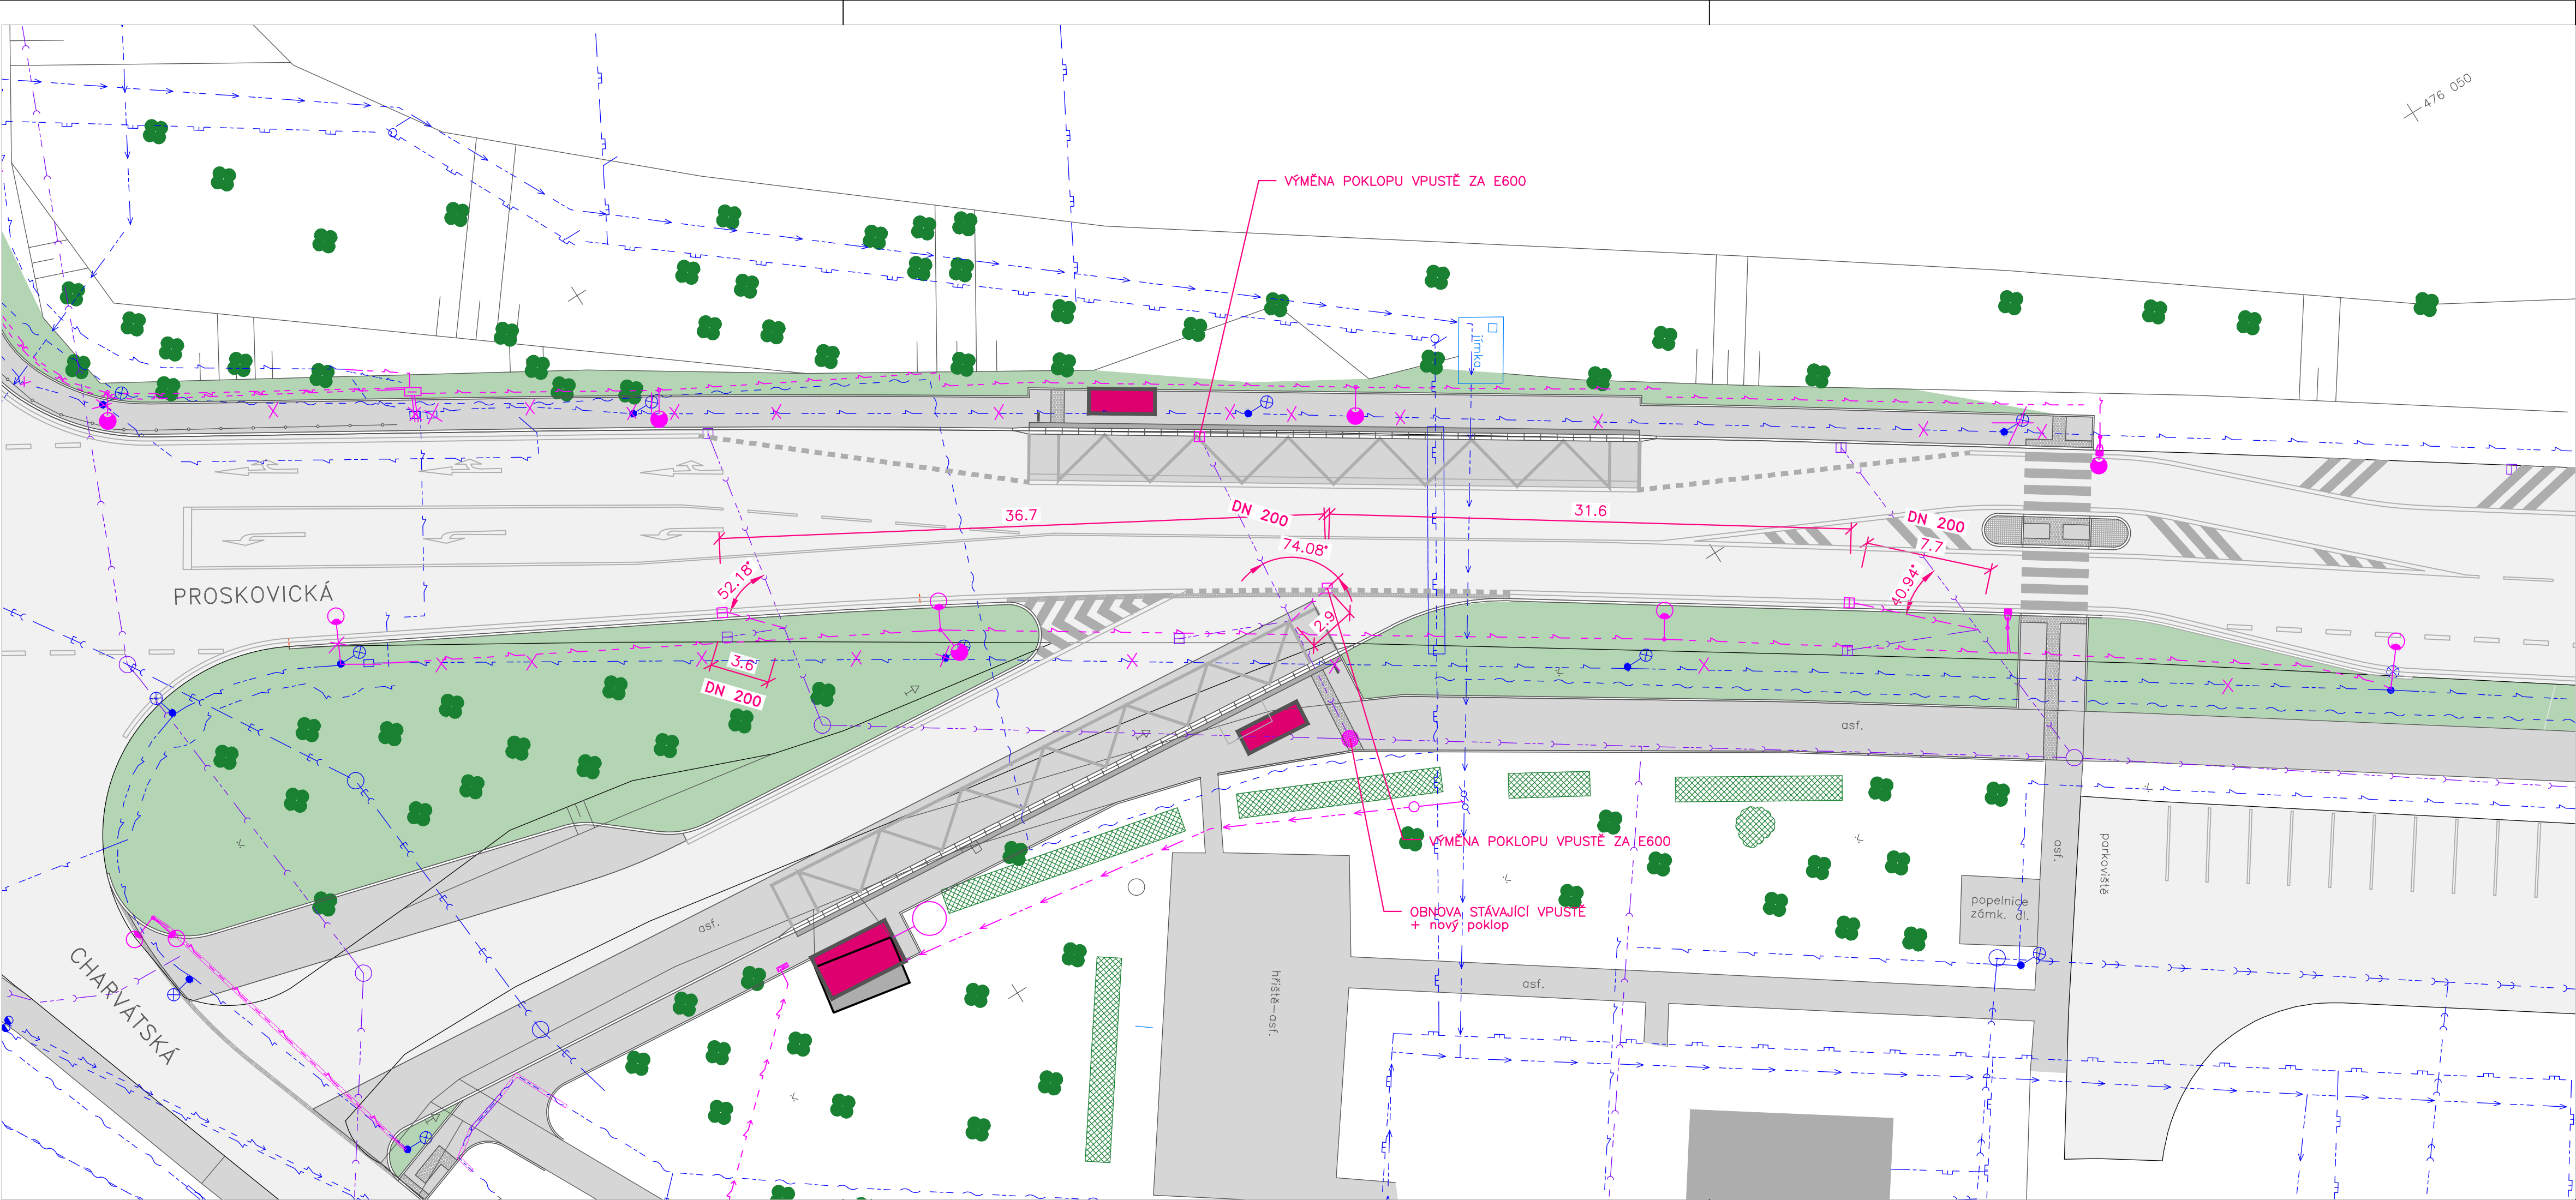 476 050
VÝMĚNA POKLOPU VPUSTĚ ZA E600
jímka
36.7
DN 200
31.6
DN 200
7.7
74.08°
52.18°
40.94°
PROSKOVICKÁ
2.9
3.6
DN 200
asf.
VÝMĚNA POKLOPU VPUSTĚ ZA E600
asf.
parkoviště
OBNOVA STÁVAJÍCÍ VPUSTĚ
+ nový poklop
popelnice
zámk. dl.
asf.
CHARVÁTSKÁ
hřiště-asf.
asf.